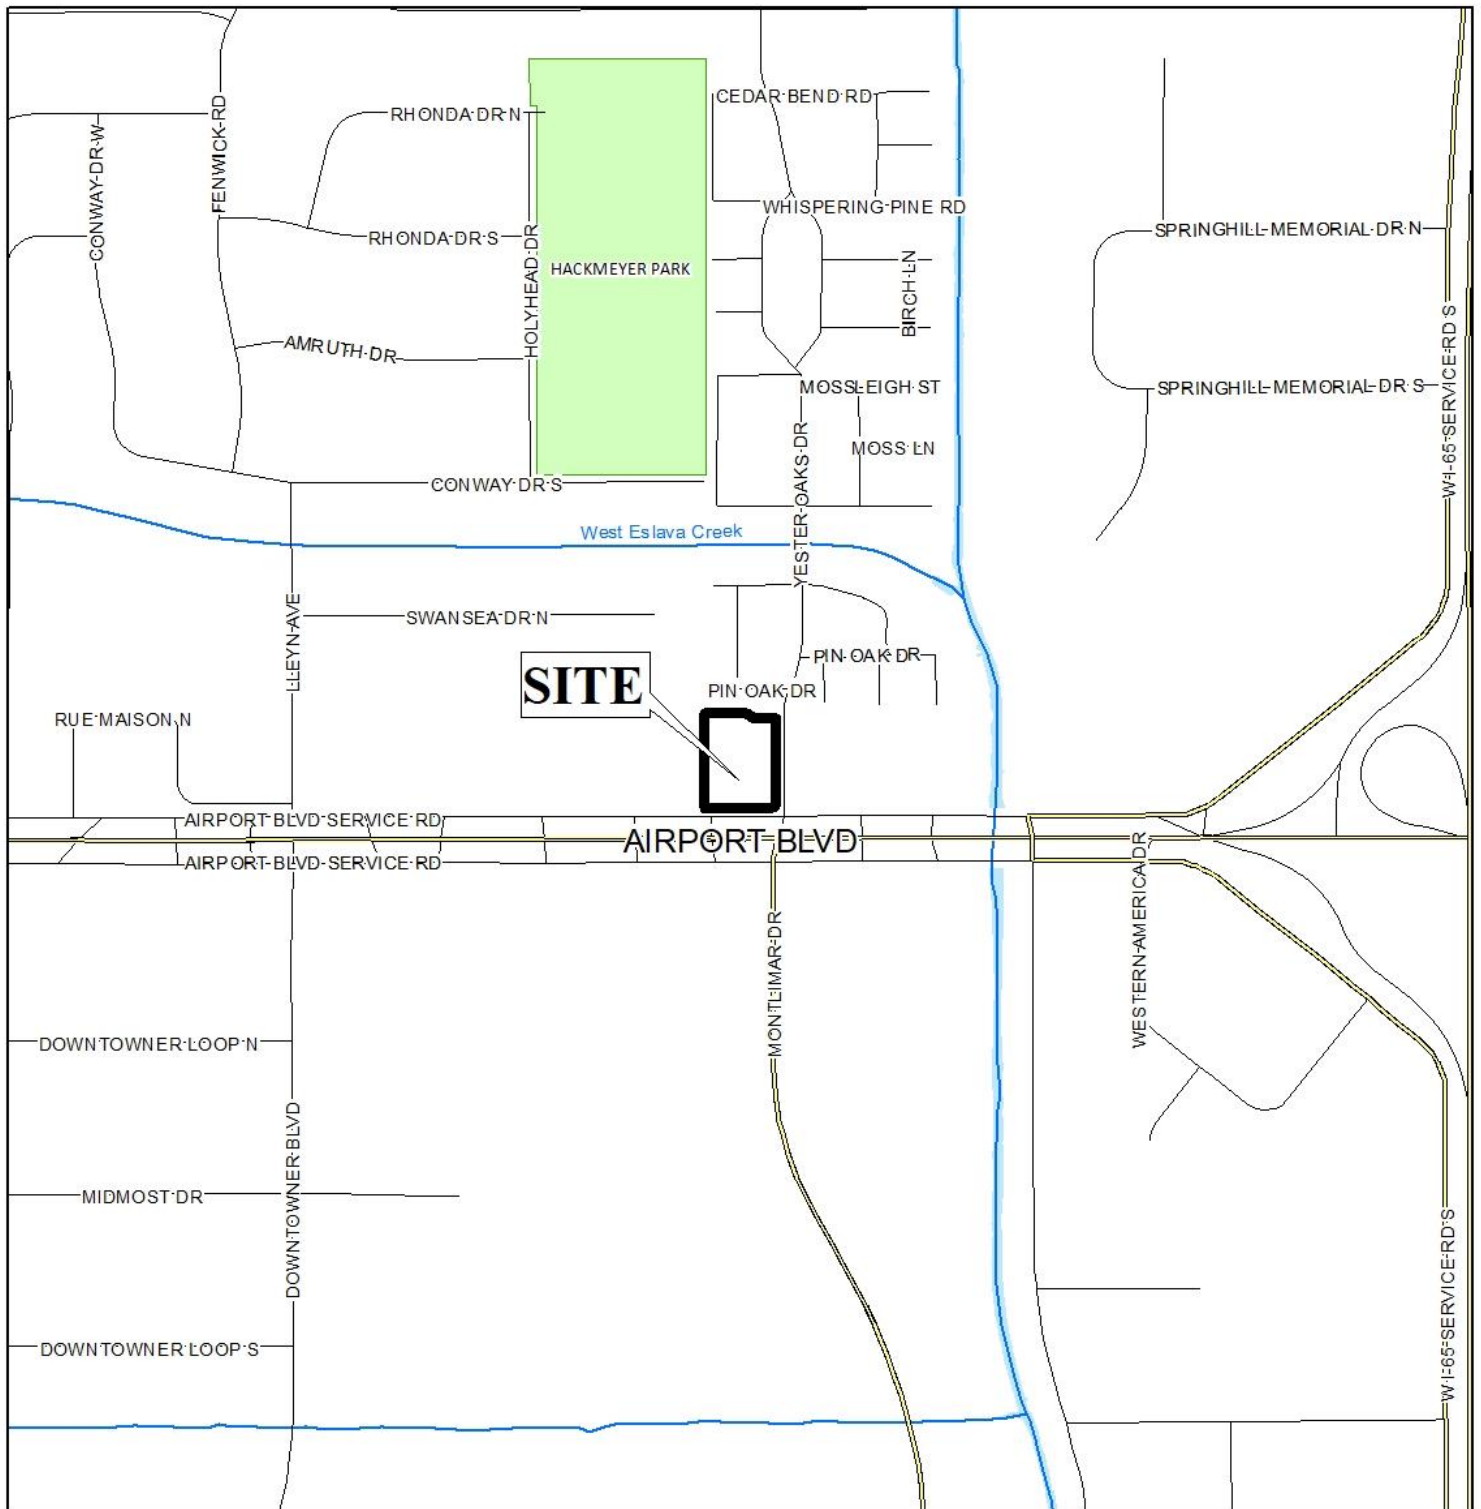 CEDAR BEND RD
RHONDA DR N
FENWICK RD
CONWAY DR W
WHISPERING PINE RD
SPRINGHILL MEMORIAL DR N
RHONDA DR S
HOLYHEAD DR
HACKMEYER PARK
BIRCH LN
AMRUTH DR
MOSSLEIGH ST
SPRINGHILL MEMORIAL DR S
W I-65 SERVICE RD S
MOSS LN
YESTER OAKS DR
CONWAY DR S
West Eslava Creek
LLEYN AVE
SWANSEA DR N
PIN OAK DR
SITE
PIN OAK DR
RUE MAISON N
AIRPORT BLVD SERVICE RD
AIRPORT BLVD
AIRPORT BLVD SERVICE RD
WESTERN AMERICA DR
MONTLIMAR DR
DOWNTOWNER LOOP N
DOWNTOWNER BLVD
MIDMOST DR
W I-65 SERVICE RD S
DOWNTOWNER LOOP S